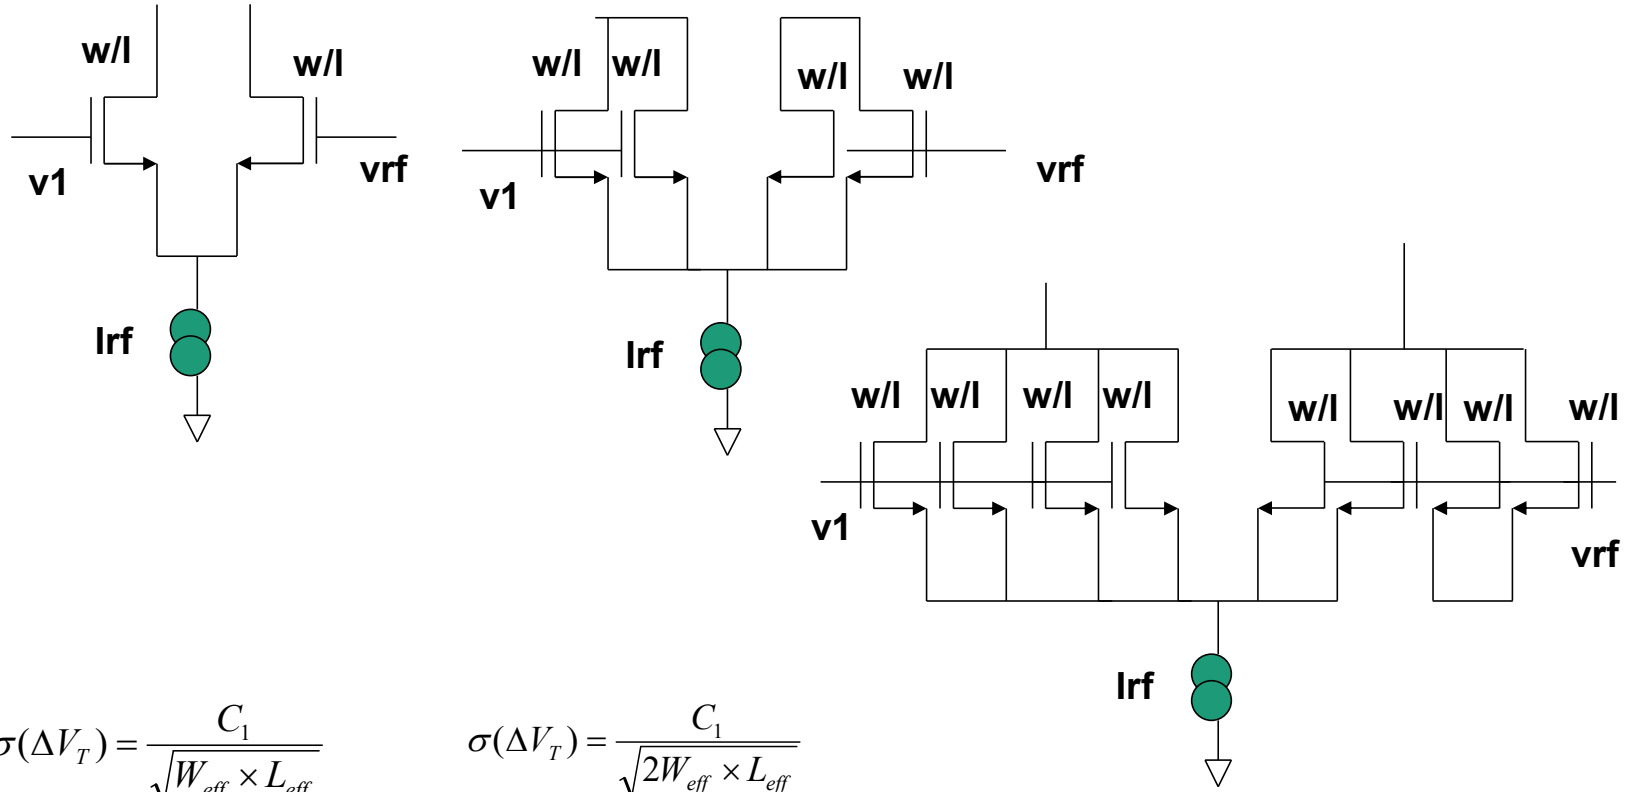 w/l
w/l
v1
vrf
Irf
w/l w/l
w/l w/l
v1
vrf
Irf
w/l w/l w/l w/l
w/l w/l w/l w/l
v1
vrf
Irf
σ(ΔV_T) = C_1 / √(W_eff × L_eff)
σ(ΔV_T) = C_1 / √(2W_eff × L_eff)